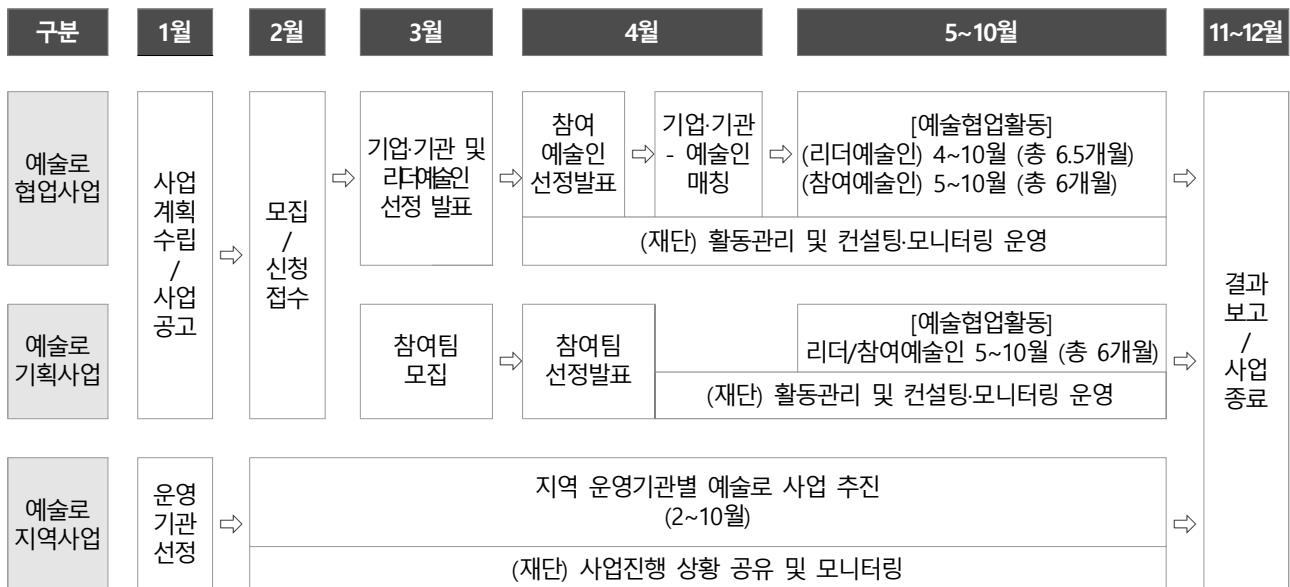 구분
1월
2월
3월
4월
5~10월
11~12월
예술로
협업사업
사업
계획
수립
/
사업
공고
⇨
모집
/
신청
접수
⇨
기업·기관 및
리더예술인
선정 발표
⇨
참여
예술인
선정발표
⇨
기업·기관
- 예술인
매칭
⇨
[예술협업활동]
(리더예술인) 4~10월 (총 6.5개월)
(참여예술인) 5~10월 (총 6개월)
⇨
(재단) 활동관리 및 컨설팅·모니터링 운영
결과
보고
/
사업
종료
예술로
기획사업
참여팀
모집
⇨
참여팀
선정발표
[예술협업활동]
리더/참여예술인 5~10월 (총 6개월)
⇨
(재단) 활동관리 및 컨설팅·모니터링 운영
예술로
지역사업
운영
기관
선정
⇨
지역 운영기관별 예술로 사업 추진
(2~10월)
⇨
(재단) 사업진행 상황 공유 및 모니터링